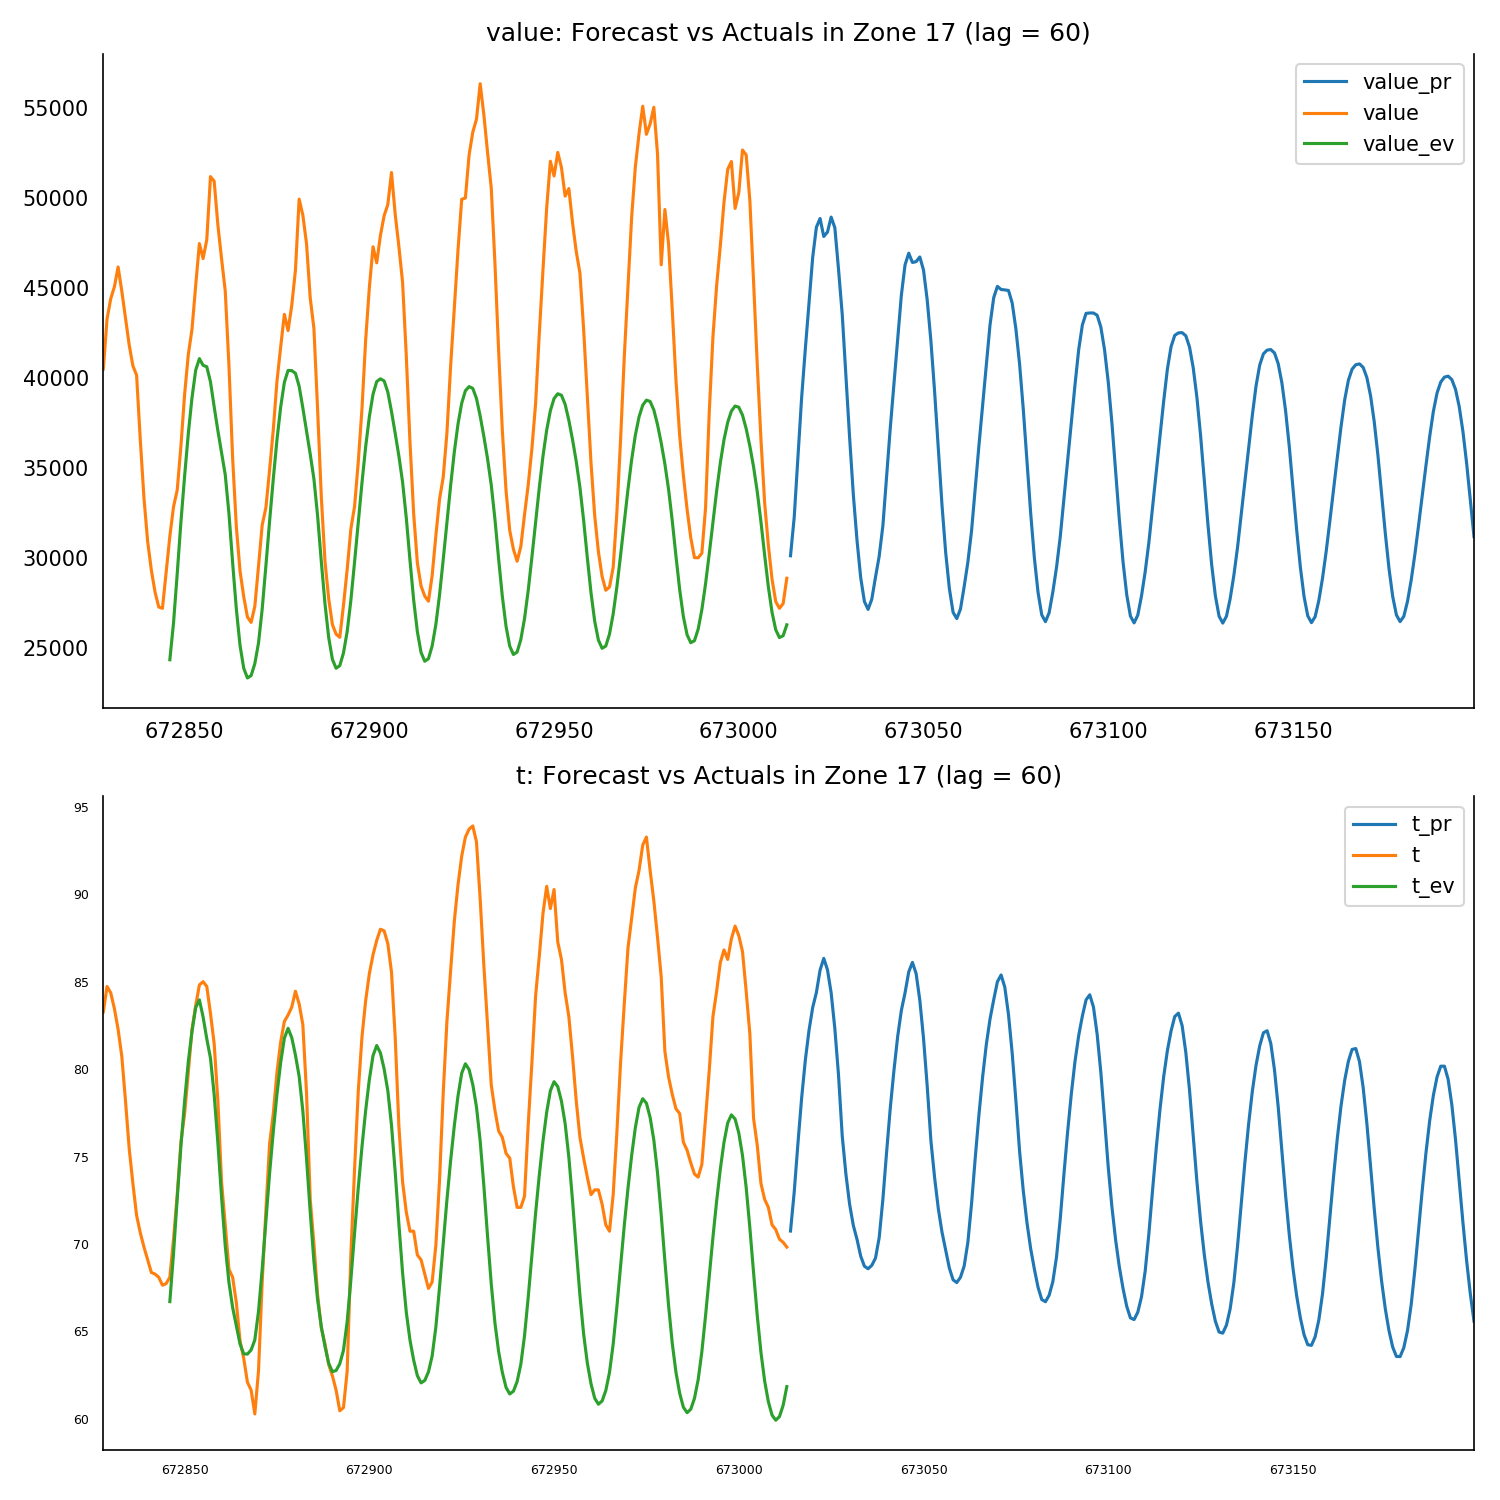 value: Forecast vs Actuals in Zone 17 (lag = 60)
value_pr
value
value_ev
55000
50000
45000
40000
35000
30000
25000
672850 672900 672950 673000 673050 673100 673150
t: Forecast vs Actuals in Zone 17 (lag = 60)
t_pr
t
t_ev
95
90
85
80
75
70
65
60
672850 672900 672950 673000 673050 673100 673150